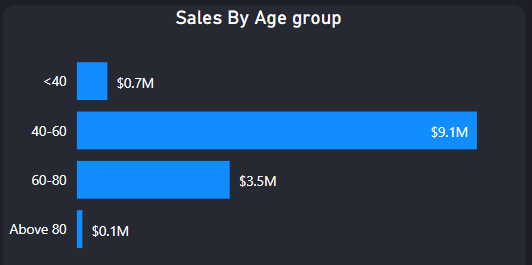 Sales By Age group
<40 $0.7M
40-60 $9.1M
60-80 $3.5M
Above 80 $0.1M